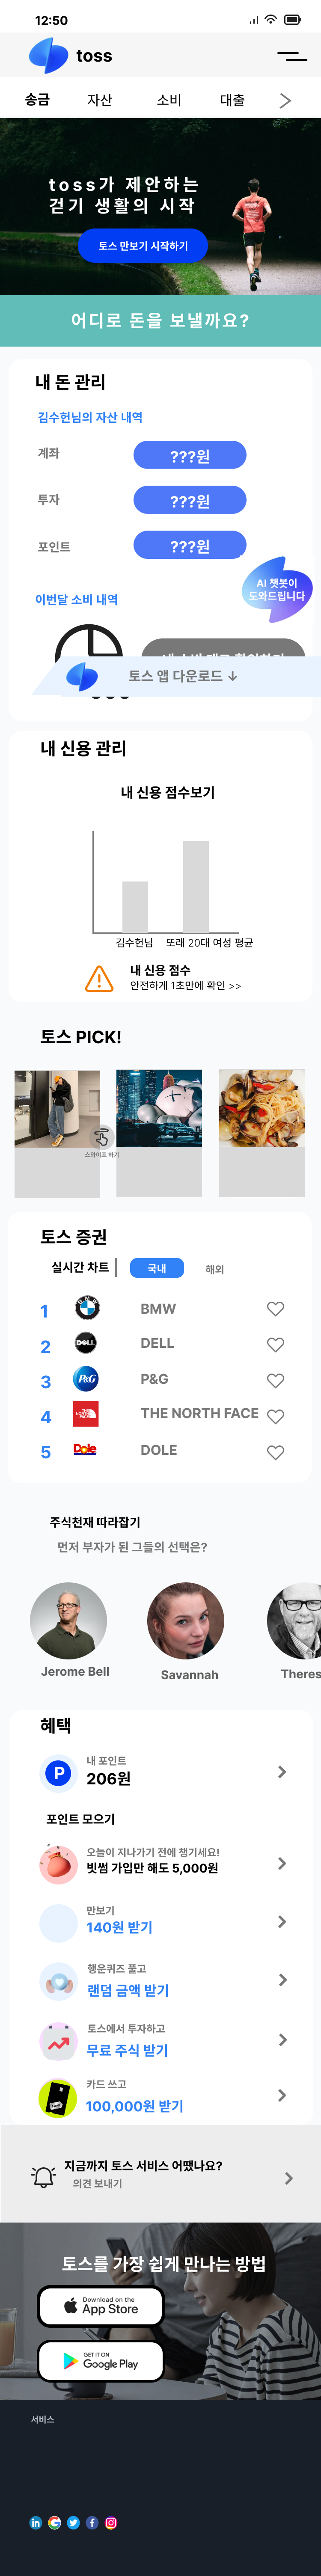 12:50
toss
송금
자산
소비
대출
toss가 제안하는
걷기 생활의 시작
토스 만보기 시작하기
어디로 돈을 보낼까요?
내 돈 관리
김수헌님의 자산 내역
계좌
???원
투자
???원
포인트
???원
AI 챗봇이
도와드립니다
이번달 소비 내역
토스 앱 다운로드 ↓
내 신용 관리
내 신용 점수보기
김수헌님
또래 20대 여성 평균
내 신용 점수
안전하게 1초만에 확인 >>
토스 PICK!
스와이프 하기
토스 증권
실시간 차트
국내
해외
1
BMW
BMW
2
DELL
DELL
3
P&G
P&G
4
THE NORTH FACE
THE NORTH FACE
5
Dole
DOLE
주식천재 따라잡기
먼저 부자가 된 그들의 선택은?
Jerome Bell
Savannah
Theres
혜택
P
내 포인트
206원
포인트 모으기
오늘이 지나가기 전에 챙기세요!
빗썸 가입만 해도 5,000원
만보기
140원 받기
행운퀴즈 풀고
랜덤 금액 받기
토스에서 투자하고
무료 주식 받기
카드 쓰고
100,000원 받기
지금까지 토스 서비스 어땠나요?
의견 보내기
토스를 가장 쉽게 만나는 방법
Download on the
App Store
GET IT ON
Google Play
서비스